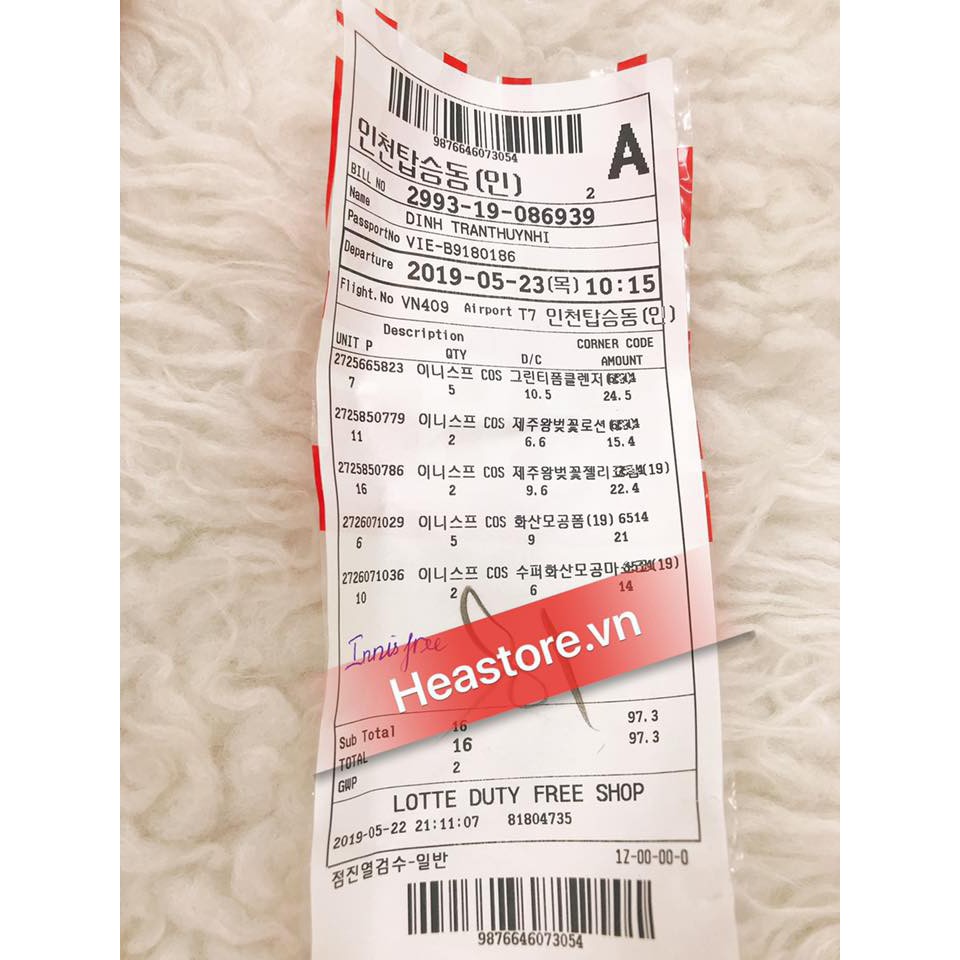 9876646073054
A
인천탑승동(인)
2
BILL NO 2993-19-086939
Name DINH TRANTHUYNHI
PassportNo VIE-B9180186
Departure 2019-05-23(목) 10:15
Flight.No VN409 Airport T7 인천탑승동(인)
Description CORNER CODE
UNIT P QTY D/C AMOUNT
2725665823 이니스프 COS 그린티폼클렌저
7 5 10.5 24.5
2725850779 이니스프 COS 제주왕벚꽃로션
11 2 6.6 15.4
2725850786 이니스프 COS 제주왕벚꽃젤리 (19)
16 2 9.6 22.4
2726071029 이니스프 COS 화산모공폼(19) 6514
6 5 9 21
2726071036 이니스프 COS 수퍼화산모공마 (19)
10 2 6 14
Innisfree
Heastore.vn
Sub Total 16 97.3
TOTAL 16 97.3
GWP 2
LOTTE DUTY FREE SHOP
2019-05-22 21:11:07 81804735
점진열검수-일반 1Z-00-00-0
9876646073054